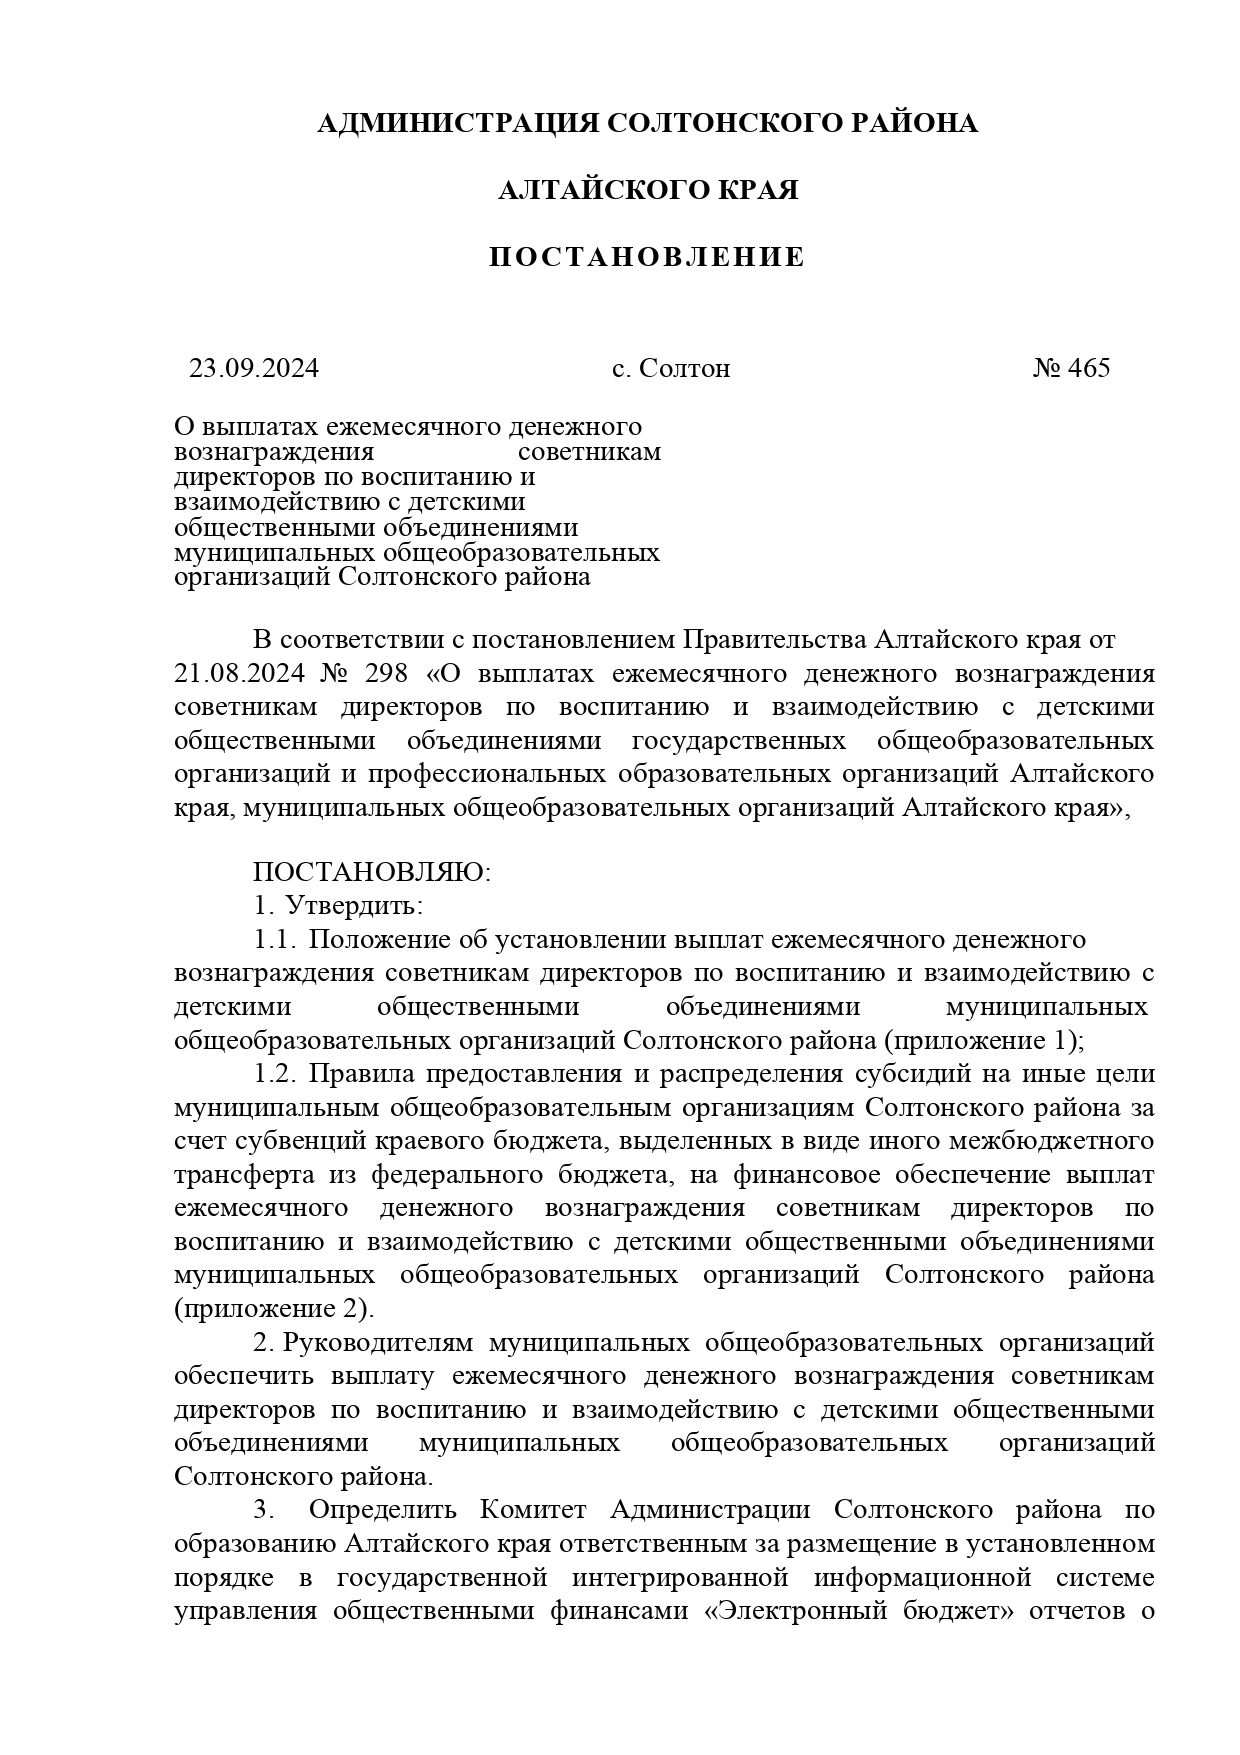 АДМИНИСТРАЦИЯ СОЛТОНСКОГО РАЙОНА
АЛТАЙСКОГО КРАЯ
ПОСТАНОВЛЕНИЕ
23.09.2024 с. Солтон № 465
О выплатах ежемесячного денежного
вознаграждения советникам
директоров по воспитанию и
взаимодействию с детскими
общественными объединениями
муниципальных общеобразовательных
организаций Солтонского района
В соответствии с постановлением Правительства Алтайского края от
21.08.2024 № 298 «О выплатах ежемесячного денежного вознаграждения
советникам директоров по воспитанию и взаимодействию с детскими
общественными объединениями государственных общеобразовательных
организаций и профессиональных образовательных организаций Алтайского
края, муниципальных общеобразовательных организаций Алтайского края»,
ПОСТАНОВЛЯЮ:
1. Утвердить:
1.1. Положение об установлении выплат ежемесячного денежного
вознаграждения советникам директоров по воспитанию и взаимодействию с
детскими общественными объединениями муниципальных
общеобразовательных организаций Солтонского района (приложение 1);
1.2. Правила предоставления и распределения субсидий на иные цели
муниципальным общеобразовательным организациям Солтонского района за
счет субвенций краевого бюджета, выделенных в виде иного межбюджетного
трансферта из федерального бюджета, на финансовое обеспечение выплат
ежемесячного денежного вознаграждения советникам директоров по
воспитанию и взаимодействию с детскими общественными объединениями
муниципальных общеобразовательных организаций Солтонского района
(приложение 2).
2. Руководителям муниципальных общеобразовательных организаций
обеспечить выплату ежемесячного денежного вознаграждения советникам
директоров по воспитанию и взаимодействию с детскими общественными
объединениями муниципальных общеобразовательных организаций
Солтонского района.
3. Определить Комитет Администрации Солтонского района по
образованию Алтайского края ответственным за размещение в установленном
порядке в государственной интегрированной информационной системе
управления общественными финансами «Электронный бюджет» отчетов о